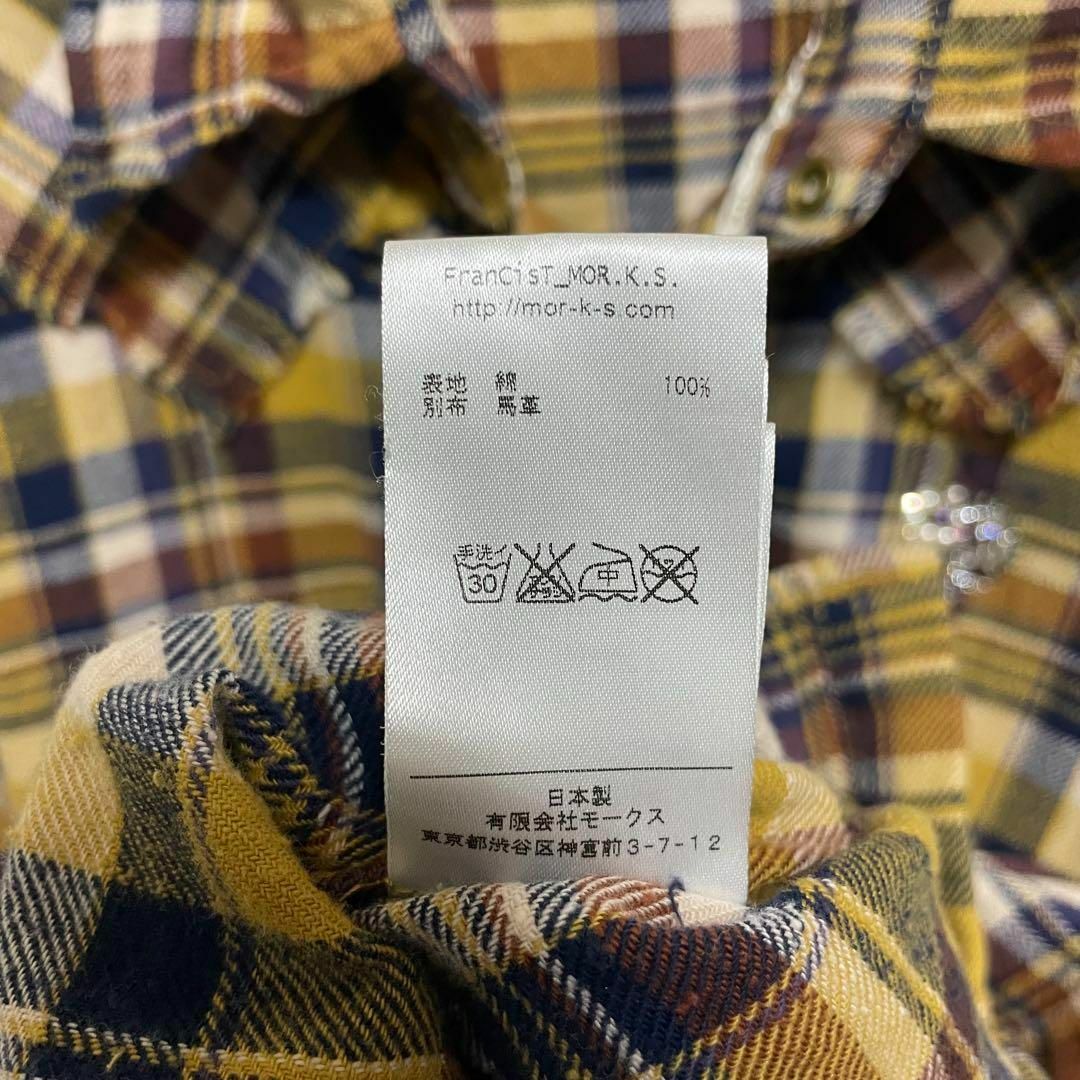 FranCisT_MOR.K.S.
http://mor-k-s.com
表地 綿 100%
別布 馬革
手洗イ
30
中
日本製
有限会社モークス
東京都渋谷区神宮前3-7-12